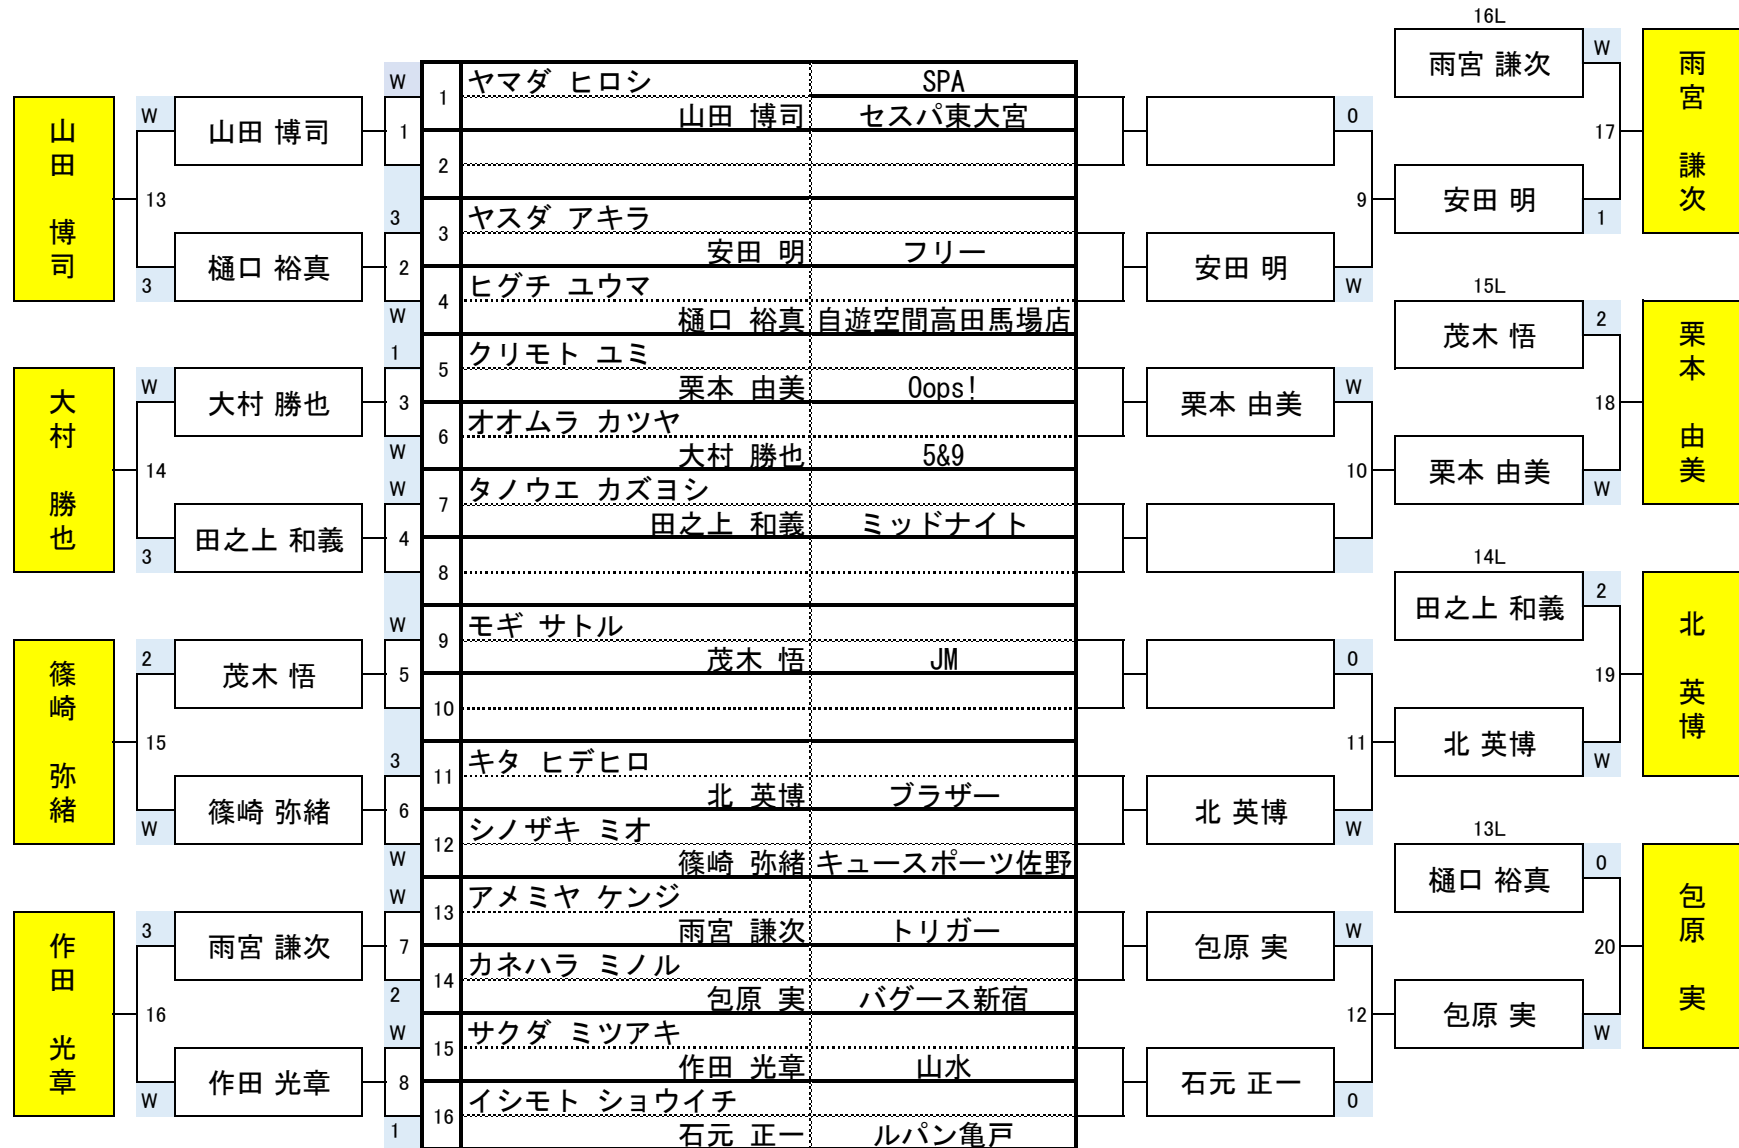 16L
雨宮 謙次 W
雨宮 謙次
17
安田 明 1
W 1 ヤマダ ヒロシ SPA
山田 博司 セスパ東大宮
1
2
山田 博司
W 山田 博司
13
3 樋口 裕真
0
9
安田 明 W
3 3 ヤスダ アキラ
安田 明 フリー
2
4 ヒグチ ユウマ
W 樋口 裕真 自遊空間高田馬場店
15L
茂木 悟 2
栗本 由美
18
栗本 由美 W
1 5 クリモト ユミ
栗本 由美 Oops!
3
6 オオムラ カツヤ
W 大村 勝也 5&9
大村 勝也
W 大村 勝也
14
3 田之上 和義
栗本 由美 W
10
W 7 タノウエ カズヨシ
田之上 和義 ミッドナイト
4
8
14L
田之上 和義 2
北 英博
19
北 英博 W
W 9 モギ サトル
茂木 悟 JM
5
10
篠崎 弥緒
2 茂木 悟
15
W 篠崎 弥緒
0
11
北 英博 W
3 11 キタ ヒデヒロ
北 英博 ブラザー
6
12 シノザキ ミオ
W 篠崎 弥緒 キュースポーツ佐野
13L
樋口 裕真 0
包原 実
20
包原 実 W
W 13 アメミヤ ケンジ
雨宮 謙次 トリガー
7
14 カネハラ ミノル
2 包原 実 バグース新宿
作田 光章
3 雨宮 謙次
16
W 作田 光章
包原 実 W
12
石元 正一 0
W 15 サクダ ミツアキ
作田 光章 山水
8
16 イシモト ショウイチ
1 石元 正一 ルパン亀戸